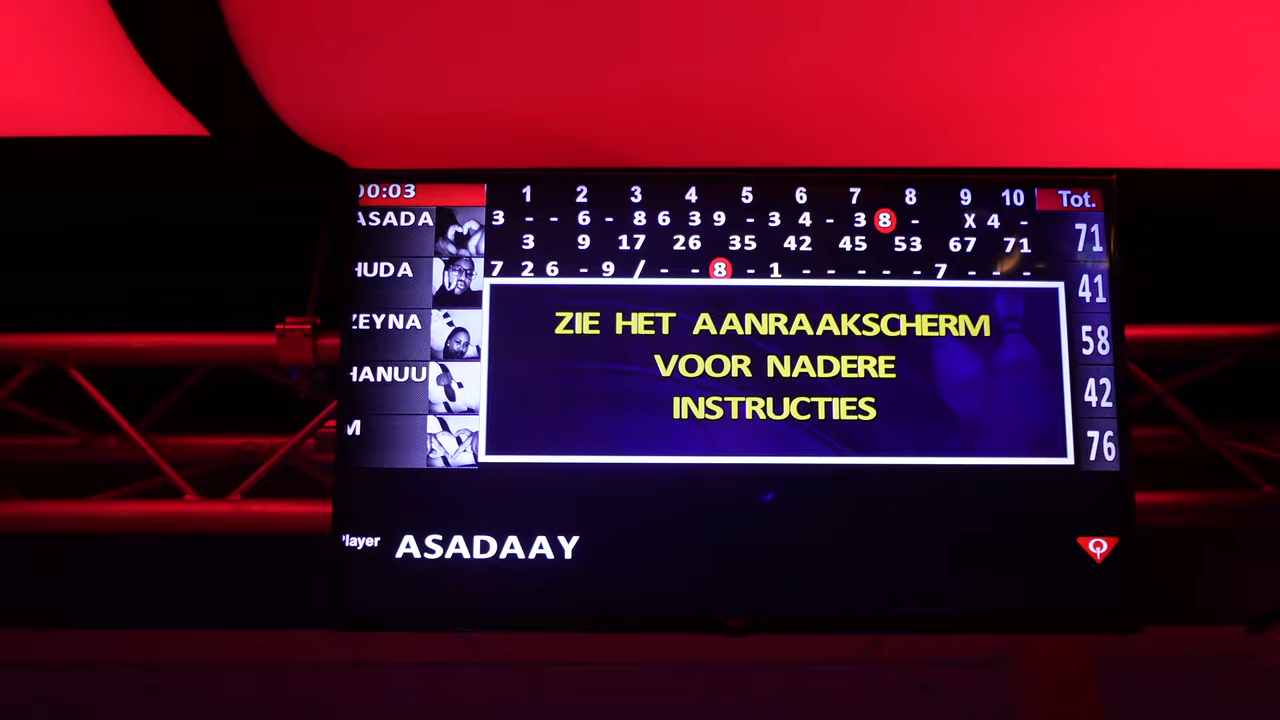 00:03 1 2 3 4 5 6 7 8 9 10 Tot.
ASADA 3 - - 6 - 8 6 3 9 - 3 4 - 3 8 - X 4 - 71
3 9 17 26 35 42 45 53 67 71
HUDA 7 2 6 - 9 / - - 8 - 1 - - - - 7 - - - 41
ZEYNA 58
HANUU 42
M 76
ZIE HET AANRAAKSCHERM
VOOR NADERE
INSTRUCTIES
Player ASADAAY